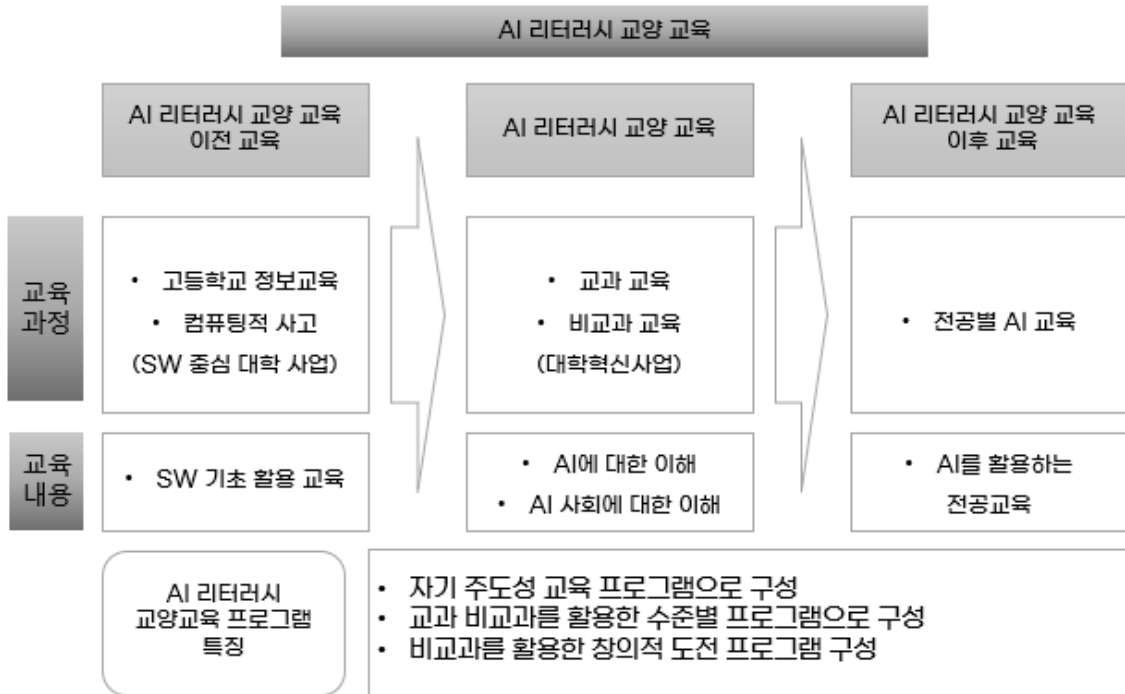 AI 리터러시 교양 교육
AI 리터러시 교양 교육
이전 교육
AI 리터러시 교양 교육
AI 리터러시 교양 교육
이후 교육
교육
과정
• 고등학교 정보교육
• 컴퓨팅적 사고
(SW 중심 대학 사업)
• 교과 교육
• 비교과 교육
(대학혁신사업)
• 전공별 AI 교육
교육
내용
• SW 기초 활용 교육
• AI에 대한 이해
• AI 사회에 대한 이해
• AI를 활용하는
전공교육
AI 리터러시
교양교육 프로그램
특징
• 자기 주도성 교육 프로그램으로 구성
• 교과 비교과를 활용한 수준별 프로그램으로 구성
• 비교과를 활용한 창의적 도전 프로그램 구성